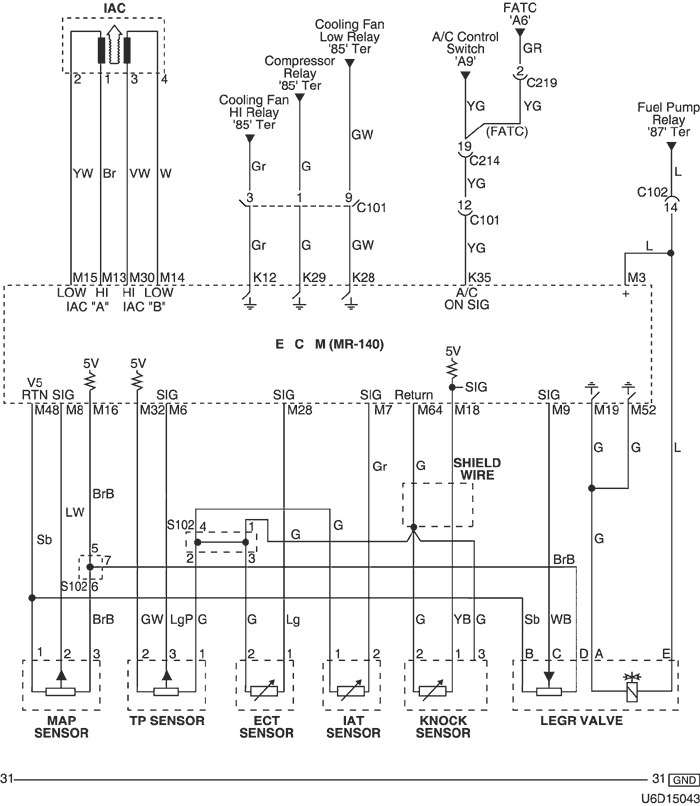 IAC
2 1 3 4
YW Br VW W
Cooling Fan
Low Relay
'85' Ter
Compressor
Relay
'85' Ter
Cooling Fan
HI Relay
'85' Ter
Gr G GW
3 1 9 C101
Gr G GW
FATC
'A6'
GR
2
C219
YG
A/C Control
Switch
'A9'
YG
(FATC)
19
C214
YG
12
C101
YG
Fuel Pump
Relay
'87' Ter
L
C102
14
L
M15 M13 M30 M14 K12 K29 K28 K35 M3
LOW HI HI LOW
IAC "A" IAC "B"
A/C
ON SIG
+
E C M (MR-140)
5V 5V 5V
V5
RTN SIG SIG SIG SIG Return SIG SIG
M48 M8 M16 M32 M6 M28 M7 M64 M18 M9 M19 M52
Gr G G G L
SHIELD
WIRE
BrB
LW
Sb
S102 4 1
2 3
G G
G
5
7
S102 6
BrB
BrB GW LgP G G Lg G YB G Sb WB
1 2 3 2 3 1 2 1 1 2 2 1 3 B C D A E
MAP
SENSOR
TP SENSOR
ECT
SENSOR
IAT
SENSOR
KNOCK
SENSOR
LEGR VALVE
31 31 GND
U6D15043